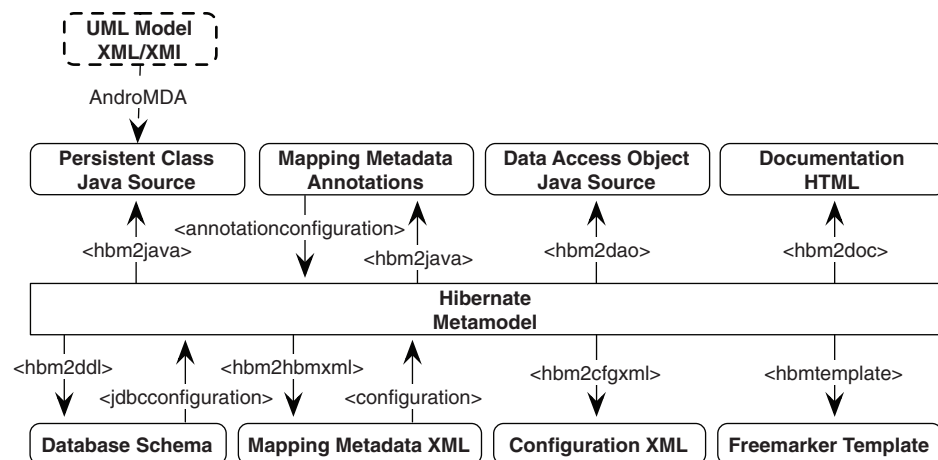 UML Model
XML/XMI
AndroMDA
Persistent Class
Java Source
Mapping Metadata
Annotations
Data Access Object
Java Source
Documentation
HTML
<annotationconfiguration>
<hbm2java>
<hbm2java>
<hbm2dao>
<hbm2doc>
Hibernate
Metamodel
<hbm2ddl>
<jdbcconfiguration>
<hbm2hbmxml>
<configuration>
<hbm2cfgxml>
<hbmtemplate>
Database Schema
Mapping Metadata XML
Configuration XML
Freemarker Template